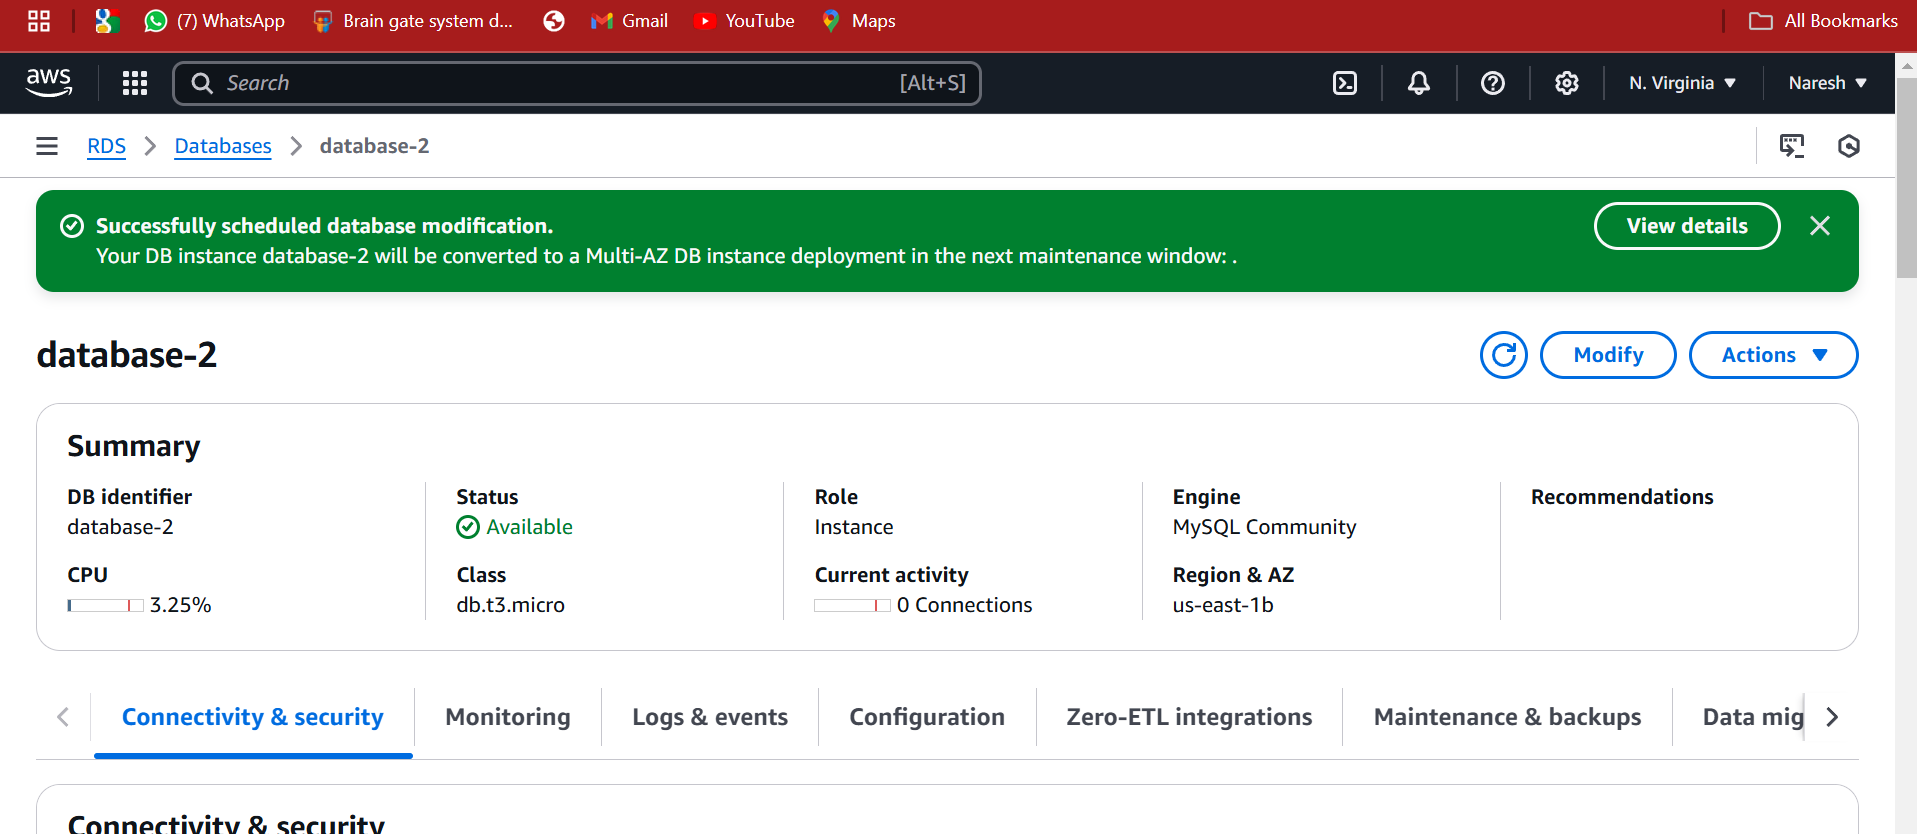 (7) WhatsApp
Brain gate system d...
Gmail
YouTube
Maps
All Bookmarks
aws
Search
[Alt+S]
N. Virginia
Naresh
RDS
Databases
database-2
Successfully scheduled database modification.
Your DB instance database-2 will be converted to a Multi-AZ DB instance deployment in the next maintenance window: .
View details
database-2
Modify
Actions
Summary
DB identifier
database-2
Status
Available
Role
Instance
Engine
MySQL Community
Recommendations
CPU
3.25%
Class
db.t3.micro
Current activity
0 Connections
Region & AZ
us-east-1b
Connectivity & security
Monitoring
Logs & events
Configuration
Zero-ETL integrations
Maintenance & backups
Data mig
Connectivity & security